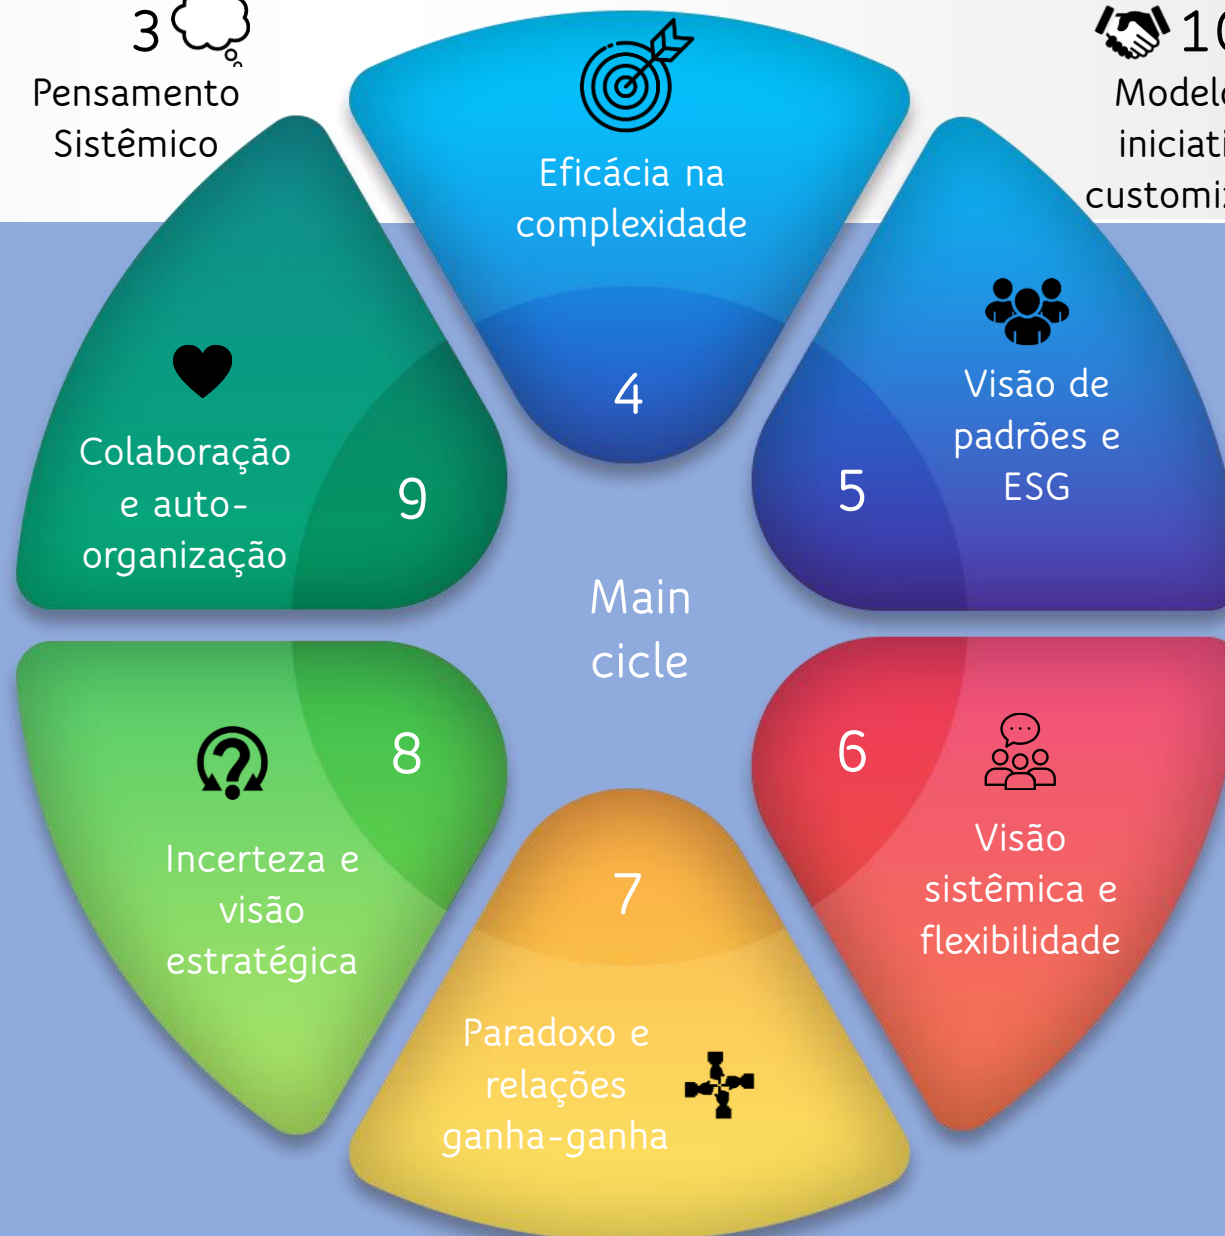 3
Pensamento
Sistêmico
Eficácia na
complexidade
4
Visão de
padrões e
ESG
5
6
Visão
sistêmica e
flexibilidade
7
Paradoxo e
relações
ganha-ganha
8
Incerteza e
visão
estratégica
Colaboração
e auto-
organização
9
Main
cicle